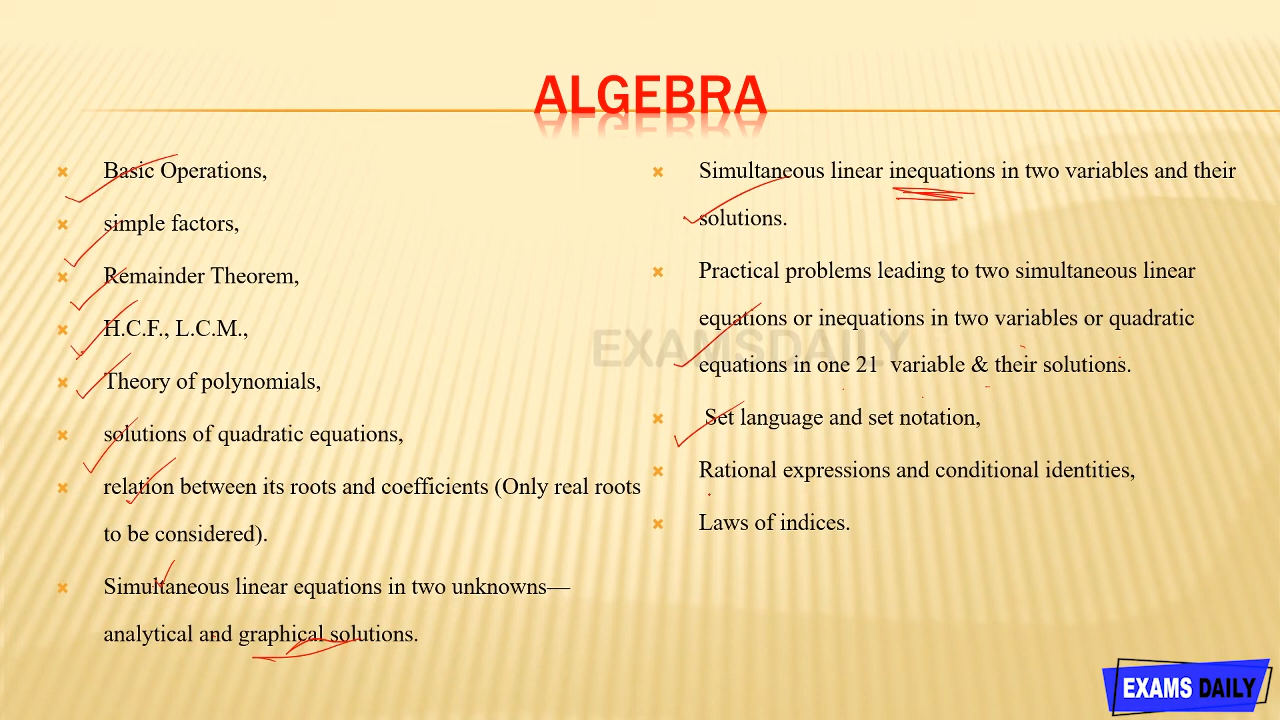 ALGEBRA
Basic Operations,
simple factors,
Remainder Theorem,
H.C.F., L.C.M.,
Theory of polynomials,
solutions of quadratic equations,
relation between its roots and coefficients (Only real roots
to be considered).
Simultaneous linear equations in two unknowns—
analytical and graphical solutions.
Simultaneous linear inequations in two variables and their
solutions.
Practical problems leading to two simultaneous linear
equations or inequations in two variables or quadratic
equations in one 21 variable & their solutions.
Set language and set notation,
Rational expressions and conditional identities,
Laws of indices.
EXAMSDAILY
EXAMS DAILY